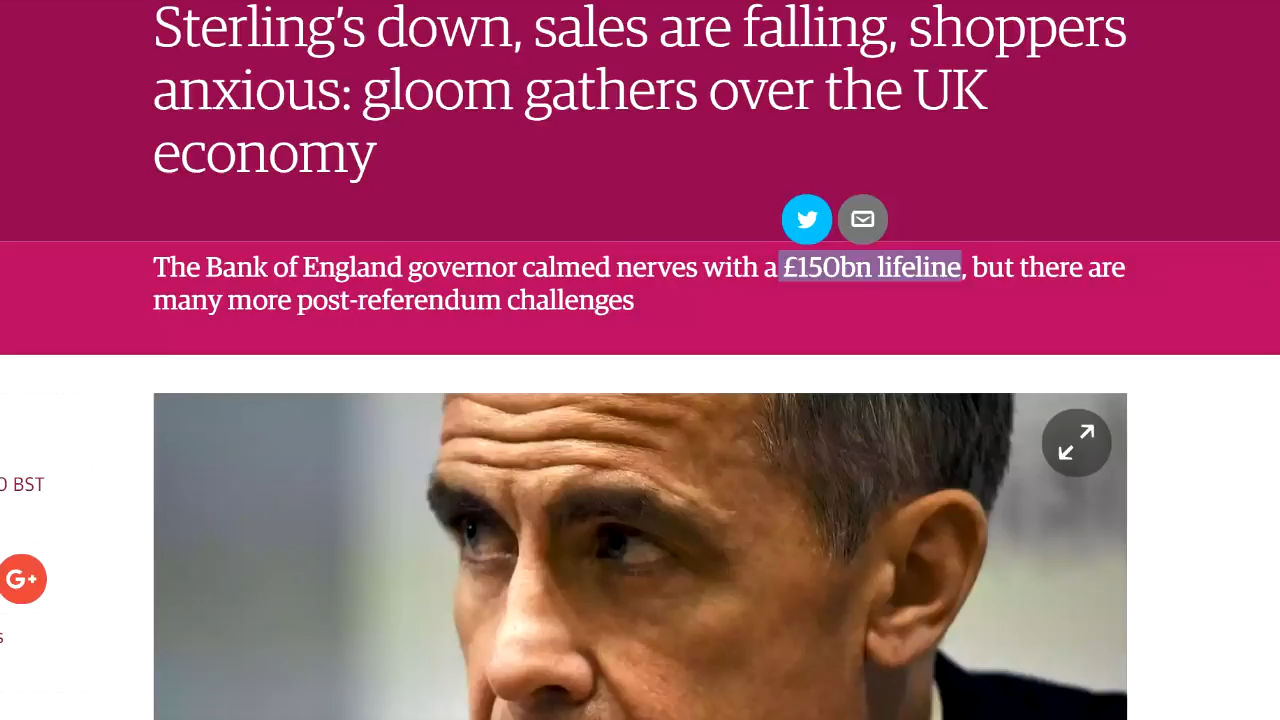 Sterling’s down, sales are falling, shoppers
anxious: gloom gathers over the UK
economy
The Bank of England governor calmed nerves with a £150bn lifeline, but there are
many more post-referendum challenges
0 BST
G+
s